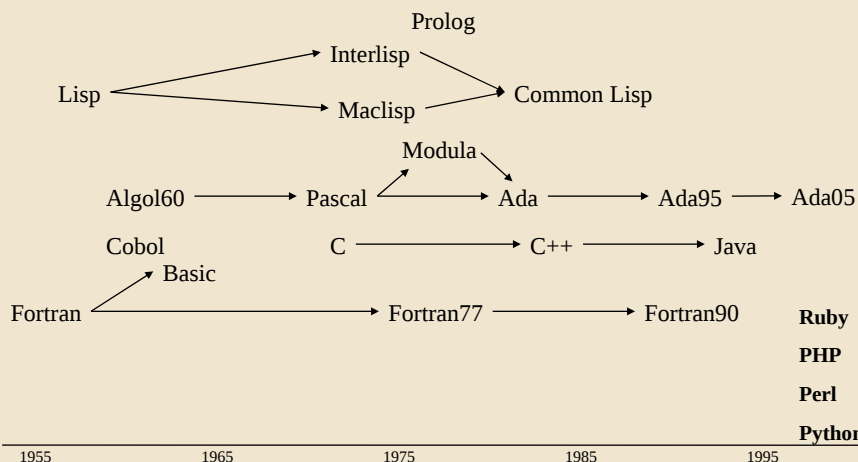 Prolog
Interlisp
Lisp
Common Lisp
Maclisp
Modula
Algol60 Pascal Ada Ada95 Ada05
Cobol C C++ Java
Basic
Fortran Fortran77 Fortran90
Ruby
PHP
Perl
Python
1955 1965 1975 1985 1995